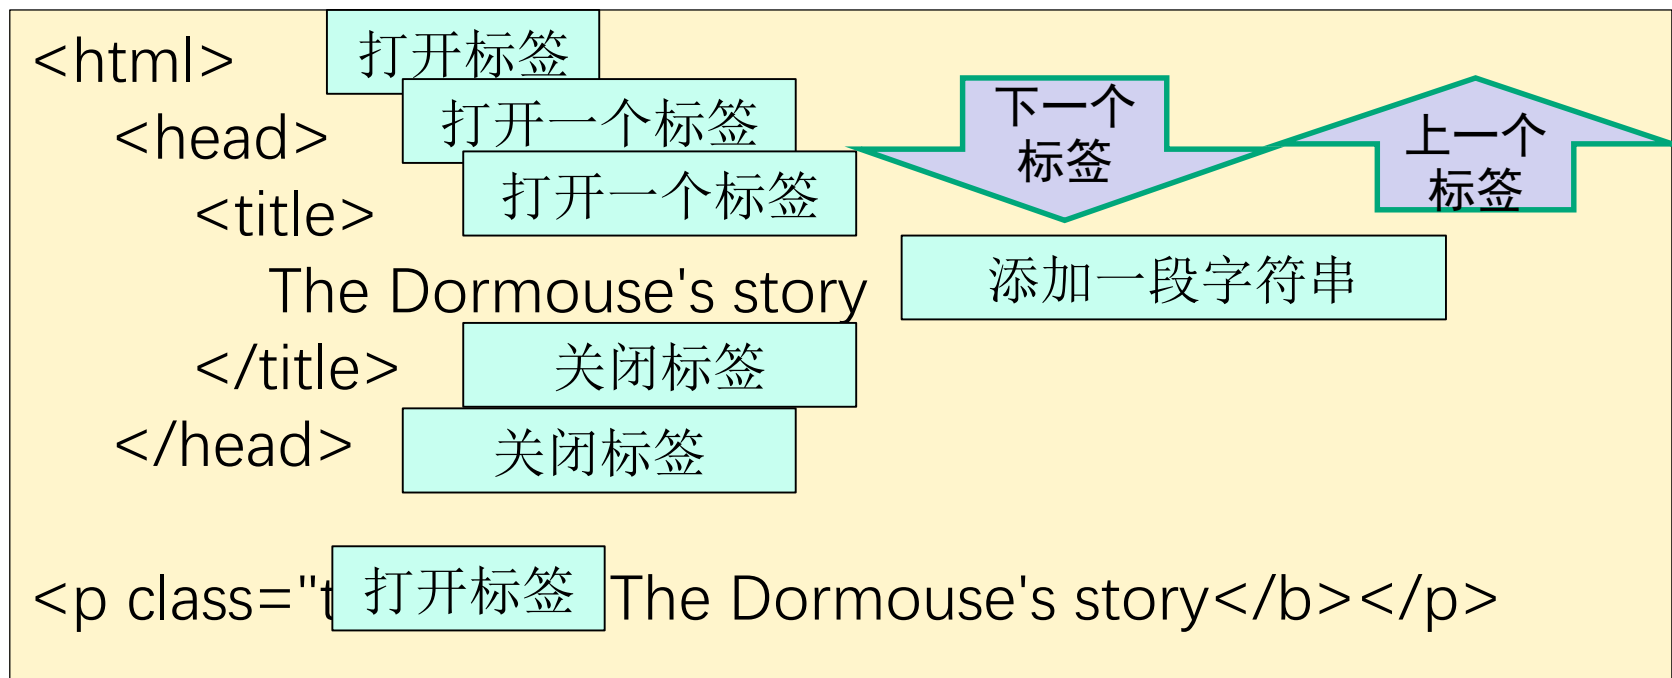 <html>
打开标签
<head>
打开一个标签
下一个
标签
上一个
标签
<title>
打开一个标签
The Dormouse's story
添加一段字符串
</title>
关闭标签
</head>
关闭标签
<p class="t
打开标签
The Dormouse's story</b></p>